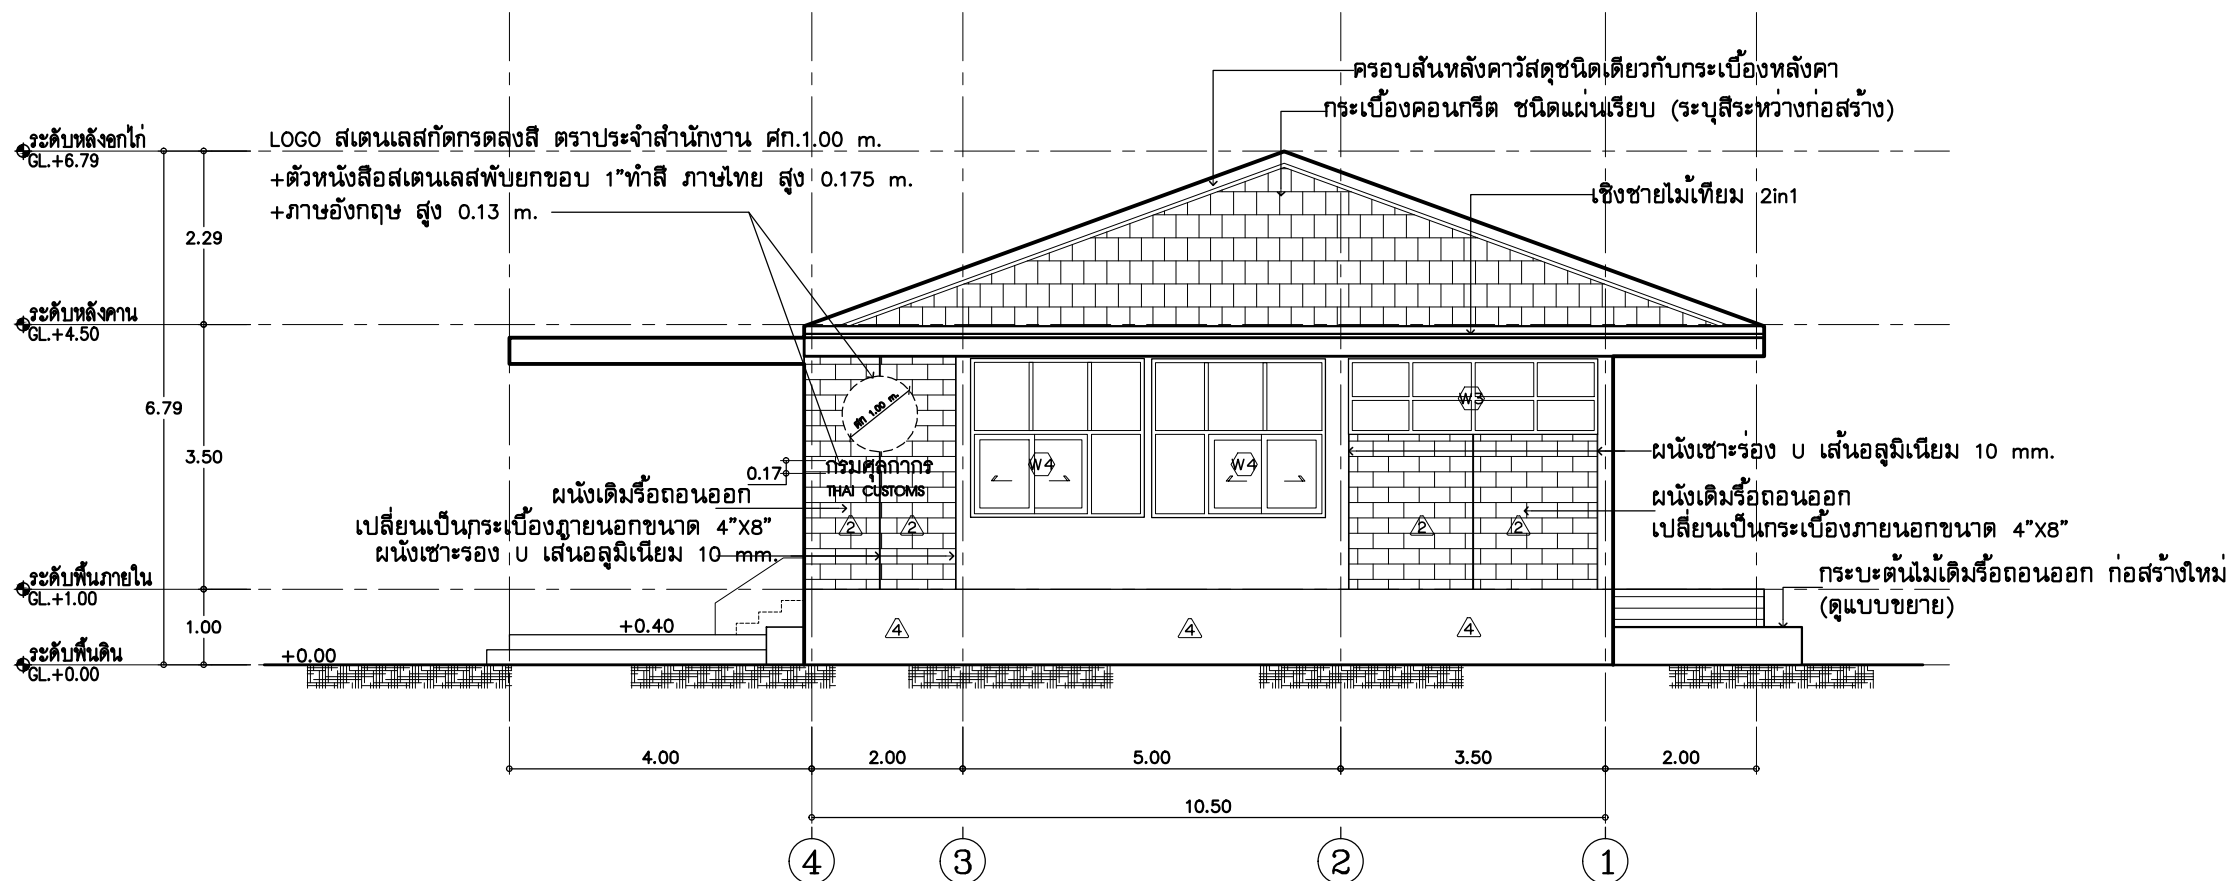 ครอบสันหลังคาวัสดุชนิดเดียวกับกระเบื้องหลังคา
กระเบื้องคอนกรีต ชนิดแผ่นเรียบ (ระบุสีระหว่างก่อสร้าง)
ระดับหลังอกไก่
GL.+6.79
LOGO สเตนเลสกัดกรดลงสี ตราประจำสำนักงาน ศก.1.00 m.
+ตัวหนังสือสเตนเลสพับยกขอบ 1"ทำสี ภาษาไทย สูง 0.175 m.
+ภาษาอังกฤษ สูง 0.13 m.
เชิงชายไม้เทียม 2in1
2.29
ระดับหลังคาน
GL.+4.50
6.79
3.50
ศก 1.00 m.
W3
W4
W4
0.17
กรมศุลกากร
THAI CUSTOMS
ผนังเซาะร่อง U เส้นอลูมิเนียม 10 mm.
ผนังเดิมรื้อถอนออก
เปลี่ยนเป็นกระเบื้องภายนอกขนาด 4"X8"
ผนังเซาะร่อง U เส้นอลูมิเนียม 10 mm.
2
2
2
2
ผนังเดิมรื้อถอนออก
เปลี่ยนเป็นกระเบื้องภายนอกขนาด 4"X8"
ระดับพื้นภายใน
GL.+1.00
กระบะต้นไม้เดิมรื้อถอนออก ก่อสร้างใหม่
(ดูแบบขยาย)
1.00
+0.40
4
4
4
ระดับพื้นดิน
GL.+0.00
+0.00
4.00
2.00
5.00
3.50
2.00
10.50
4
3
2
1